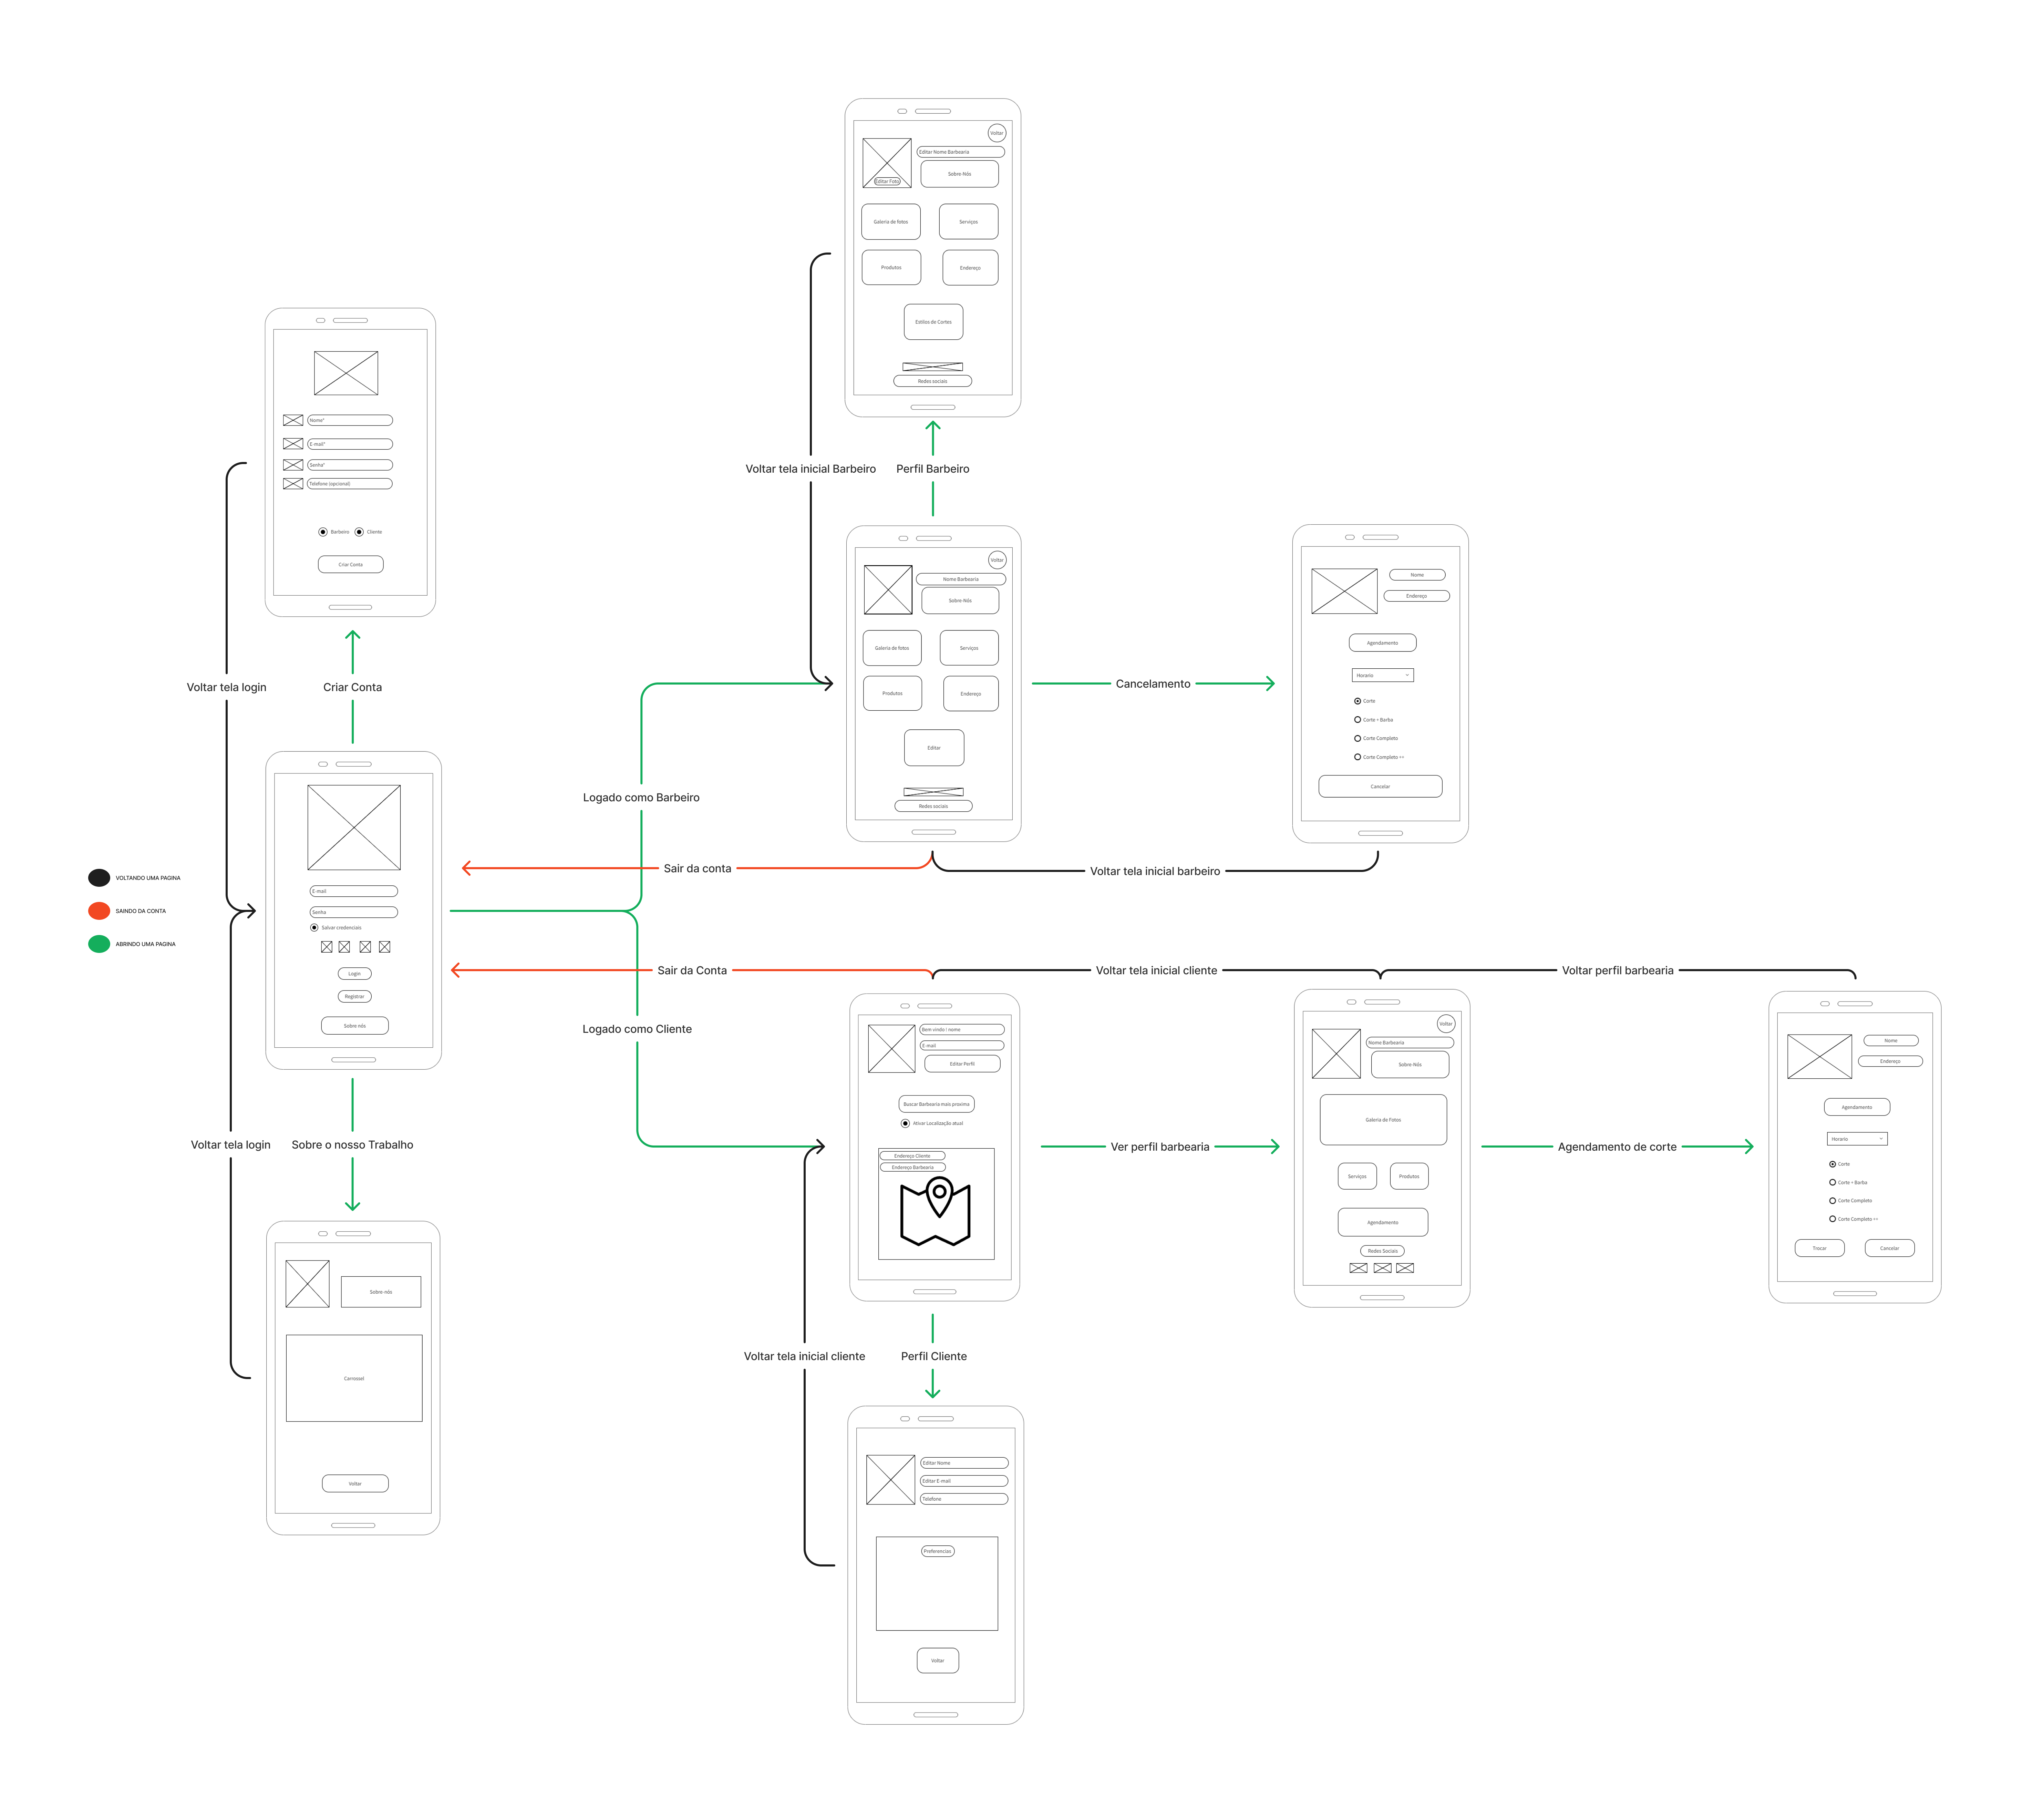 Voltar
Editar Nome Barbearia
Sobre-Nós
Editar Foto
Galeria de fotos
Serviços
Produtos
Endereço
Estilos de Cortes
Redes sociais
Nome*
E-mail*
Senha*
Telefone (opcional)
Barbeiro
Cliente
Criar Conta
Voltar tela inicial Barbeiro
Perfil Barbeiro
Voltar tela login
Criar Conta
Voltar
Nome Barbearia
Sobre-Nós
Galeria de fotos
Serviços
Produtos
Endereço
Editar
Redes sociais
Cancelamento
Nome
Endereço
Agendamento
Horario
Corte
Corte + Barba
Corte Completo
Corte Completo ++
Cancelar
Logado como Barbeiro
Sair da conta
Voltar tela inicial barbeiro
VOLTANDO UMA PAGINA
SAINDO DA CONTA
ABRINDO UMA PAGINA
E-mail
Senha
Salvar credenciais
Login
Registrar
Sobre nós
Sair da Conta
Voltar tela inicial cliente
Voltar perfil barbearia
Logado como Cliente
Bem vindo ! nome
E-mail
Editar Perfil
Buscar Barbearia mais proxima
Ativar Localização atual
Endereço Cliente
Endereço Barbearia
Ver perfil barbearia
Voltar
Nome Barbearia
Sobre-Nós
Galeria de Fotos
Serviços
Produtos
Agendamento
Redes Sociais
Agendamento de corte
Nome
Endereço
Agendamento
Horario
Corte
Corte + Barba
Corte Completo
Corte Completo ++
Trocar
Cancelar
Voltar tela login
Sobre o nosso Trabalho
Sobre-nós
Carrossel
Voltar
Voltar tela inicial cliente
Perfil Cliente
Editar Nome
Editar E-mail
Telefone
Preferencias
Voltar